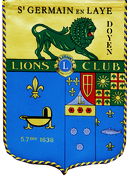 St GERMAIN EN LAYE
DOYEN
LIONS L CLUB
5.7bre 1638